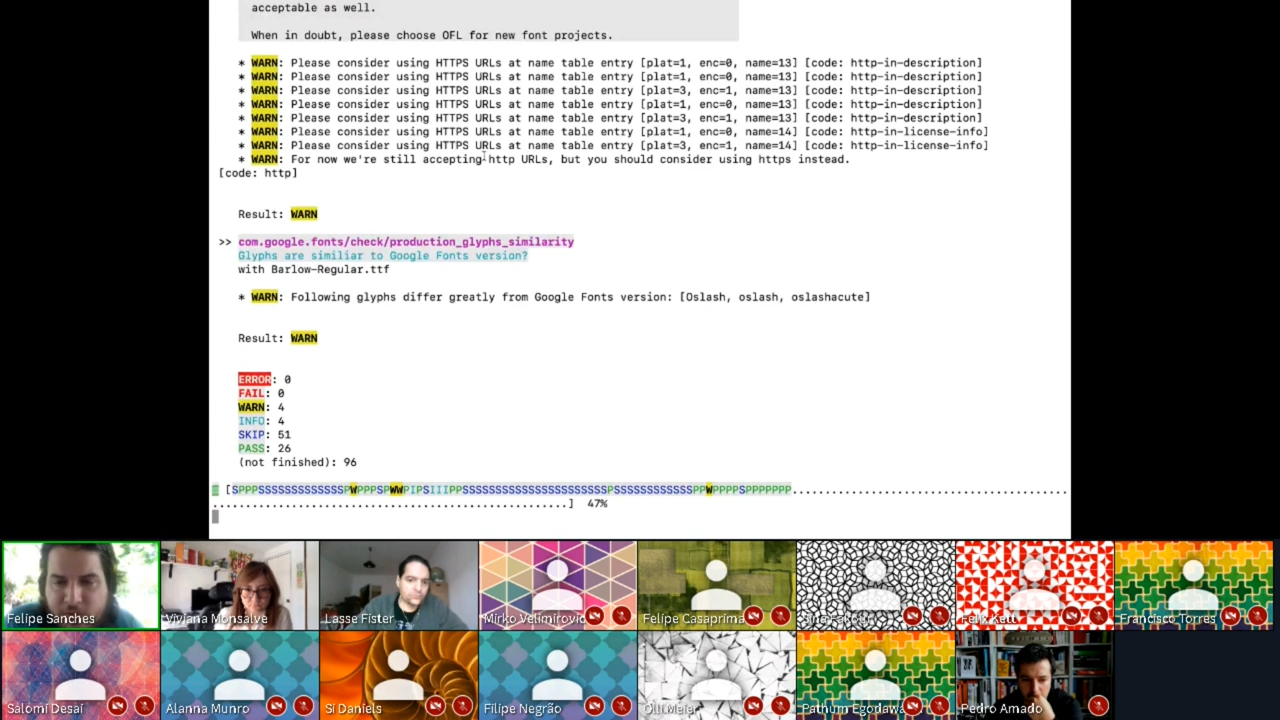 acceptable as well.
When in doubt, please choose OFL for new font projects.
* WARN: Please consider using HTTPS URLs at name table entry [plat=1, enc=0, name=13] [code: http-in-description]
* WARN: Please consider using HTTPS URLs at name table entry [plat=1, enc=0, name=13] [code: http-in-description]
* WARN: Please consider using HTTPS URLs at name table entry [plat=3, enc=1, name=13] [code: http-in-description]
* WARN: Please consider using HTTPS URLs at name table entry [plat=1, enc=0, name=13] [code: http-in-description]
* WARN: Please consider using HTTPS URLs at name table entry [plat=3, enc=1, name=13] [code: http-in-description]
* WARN: Please consider using HTTPS URLs at name table entry [plat=1, enc=0, name=14] [code: http-in-license-info]
* WARN: Please consider using HTTPS URLs at name table entry [plat=3, enc=1, name=14] [code: http-in-license-info]
* WARN: For now we're still accepting http URLs, but you should consider using https instead.
[code: http]
Result: WARN
>> com.google.fonts/check/production_glyphs_similarity
Glyphs are similiar to Google Fonts version?
with Barlow-Regular.ttf
* WARN: Following glyphs differ greatly from Google Fonts version: [Oslash, oslash, oslashacute]
Result: WARN
ERROR: 0
FAIL: 0
WARN: 4
INFO: 4
SKIP: 51
PASS: 26
(not finished): 96
47%
Felipe Sanches
Viviana Monsalve
Lasse Fister
Mirko Velimirovic
Felipe Casaprima
Felix Kett
Francisco Torres
Salomi Desai
Alanna Munro
Si Daniels
Filipe Negrão
Olli Meier
Pathum Egodawa
Pedro Amado